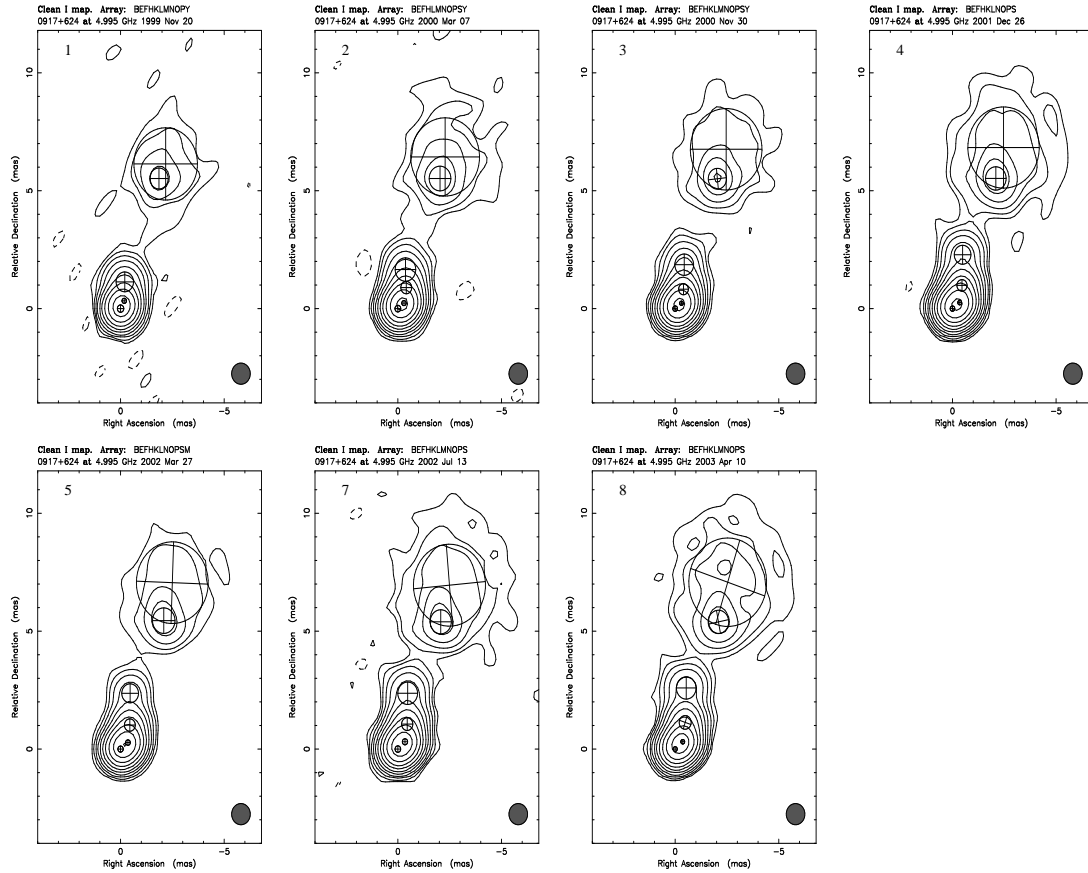 Clean I map. Array: BEFHKLMNOPY
0917+624 at 4.995 GHz 1999 Nov 20
1
Relative Declination (mas)
10
5
0
0
-5
Right Ascension (mas)
Clean I map. Array: BEFHKLMNOPSY
0917+624 at 4.995 GHz 2000 Mar 07
2
Relative Declination (mas)
10
5
0
0
-5
Right Ascension (mas)
Clean I map. Array: BEFHKLMNOPSY
0917+624 at 4.995 GHz 2000 Nov 30
3
Relative Declination (mas)
10
5
0
0
-5
Right Ascension (mas)
Clean I map. Array: BEFHKLMNOPS
0917+624 at 4.995 GHz 2001 Dec 26
4
Relative Declination (mas)
10
5
0
0
-5
Right Ascension (mas)
Clean I map. Array: BEFHKLNOPSM
0917+624 at 4.995 GHz 2002 Mar 27
5
Relative Declination (mas)
10
5
0
0
-5
Right Ascension (mas)
Clean I map. Array: BEFHKLMNOPS
0917+624 at 4.995 GHz 2002 Jul 13
7
Relative Declination (mas)
10
5
0
0
-5
Right Ascension (mas)
Clean I map. Array: BEFHKLMNOPS
0917+624 at 4.995 GHz 2003 Apr 10
8
Relative Declination (mas)
10
5
0
0
-5
Right Ascension (mas)